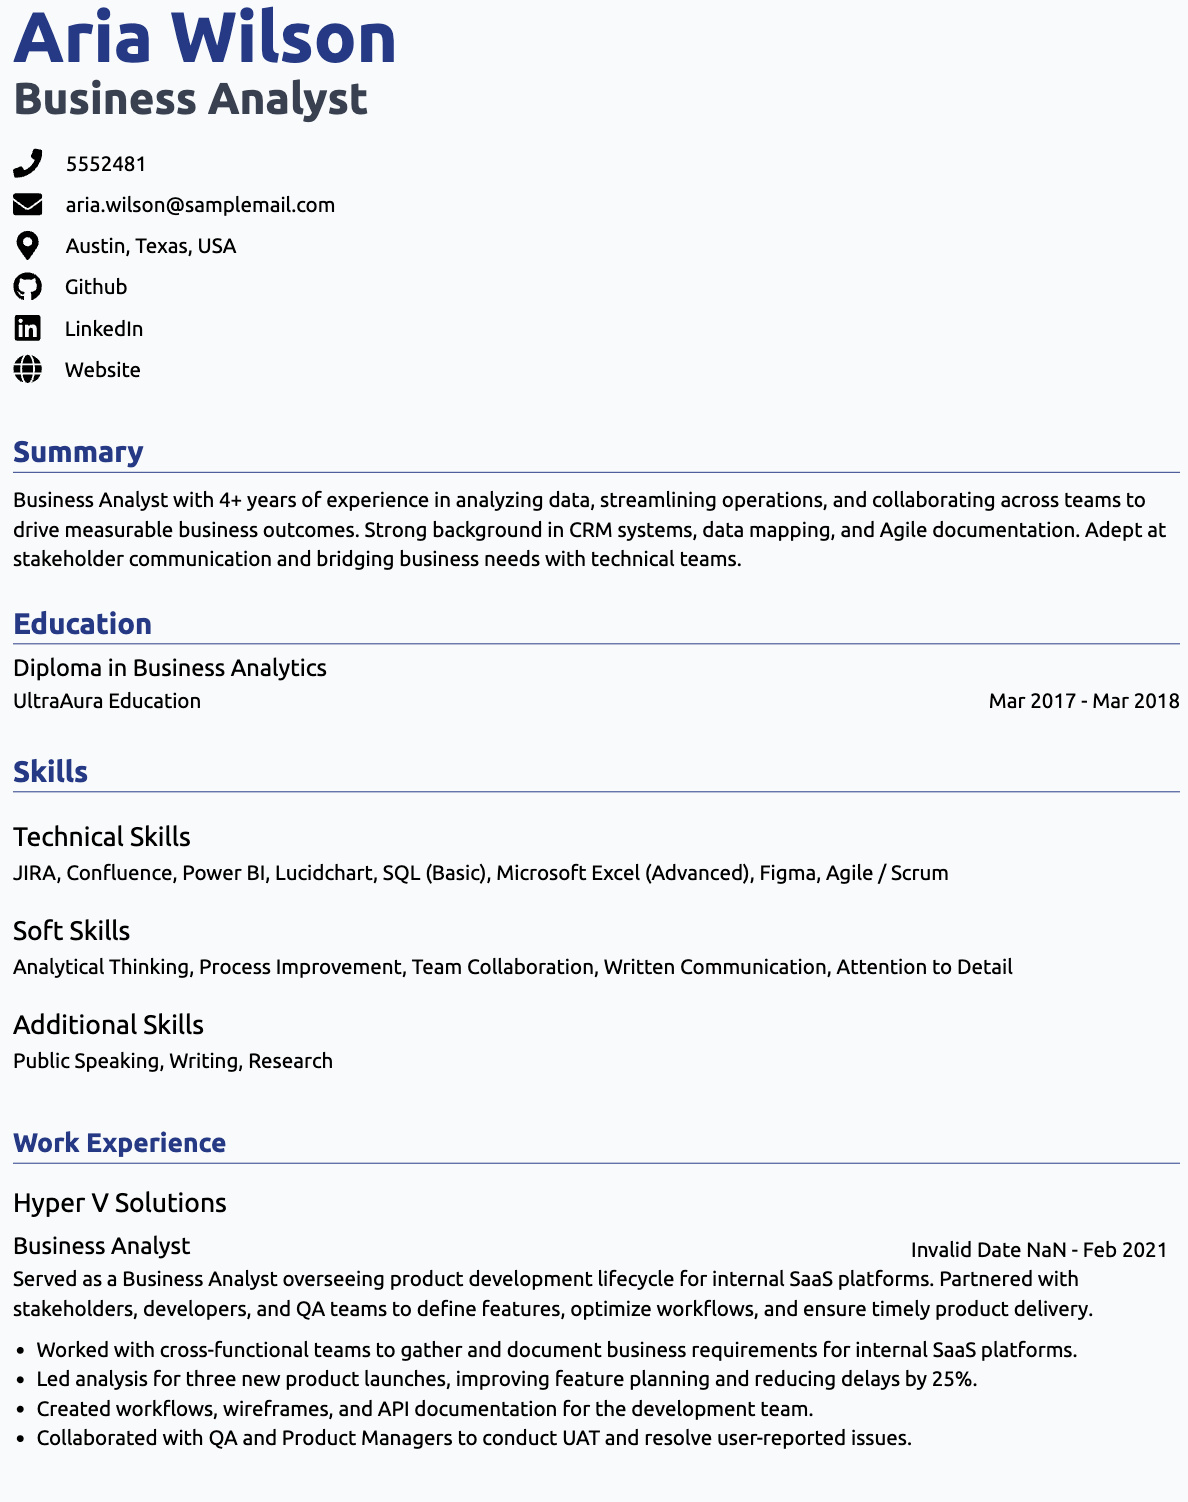 Aria Wilson
Business Analyst
5552481
aria.wilson@samplemail.com
Austin, Texas, USA
Github
LinkedIn
Website
Summary
Business Analyst with 4+ years of experience in analyzing data, streamlining operations, and collaborating across teams to
drive measurable business outcomes. Strong background in CRM systems, data mapping, and Agile documentation. Adept at
stakeholder communication and bridging business needs with technical teams.
Education
Diploma in Business Analytics
UltraAura Education Mar 2017 - Mar 2018
Skills
Technical Skills
JIRA, Confluence, Power BI, Lucidchart, SQL (Basic), Microsoft Excel (Advanced), Figma, Agile / Scrum
Soft Skills
Analytical Thinking, Process Improvement, Team Collaboration, Written Communication, Attention to Detail
Additional Skills
Public Speaking, Writing, Research
Work Experience
Hyper V Solutions
Business Analyst Invalid Date NaN - Feb 2021
Served as a Business Analyst overseeing product development lifecycle for internal SaaS platforms. Partnered with
stakeholders, developers, and QA teams to define features, optimize workflows, and ensure timely product delivery.
• Worked with cross-functional teams to gather and document business requirements for internal SaaS platforms.
• Led analysis for three new product launches, improving feature planning and reducing delays by 25%.
• Created workflows, wireframes, and API documentation for the development team.
• Collaborated with QA and Product Managers to conduct UAT and resolve user-reported issues.